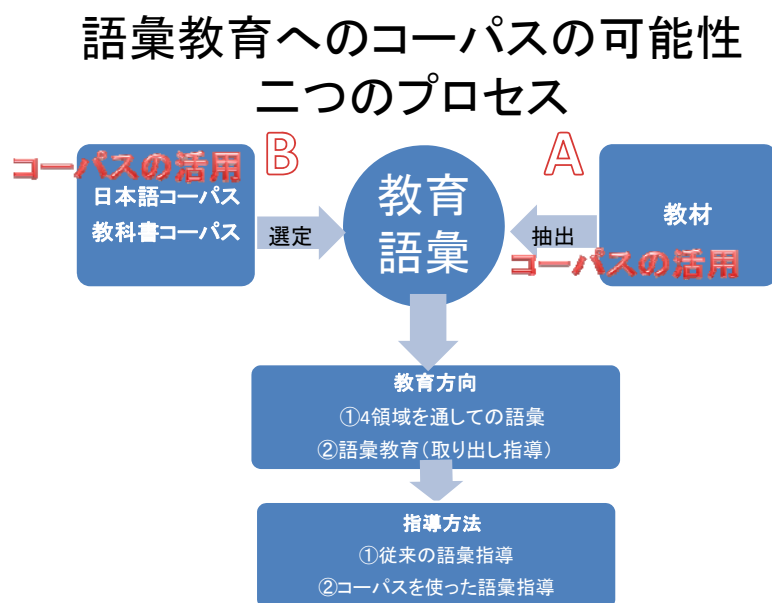 語彙教育へのコーパスの可能性
二つのプロセス
コーパスの活用
日本語コーパス
教科書コーパス
B
選定
教育
語彙
A
抽出
教材
コーパスの活用
教育方向
①4領域を通しての語彙
②語彙教育(取り出し指導)
指導方法
①従来の語彙指導
②コーパスを使った語彙指導